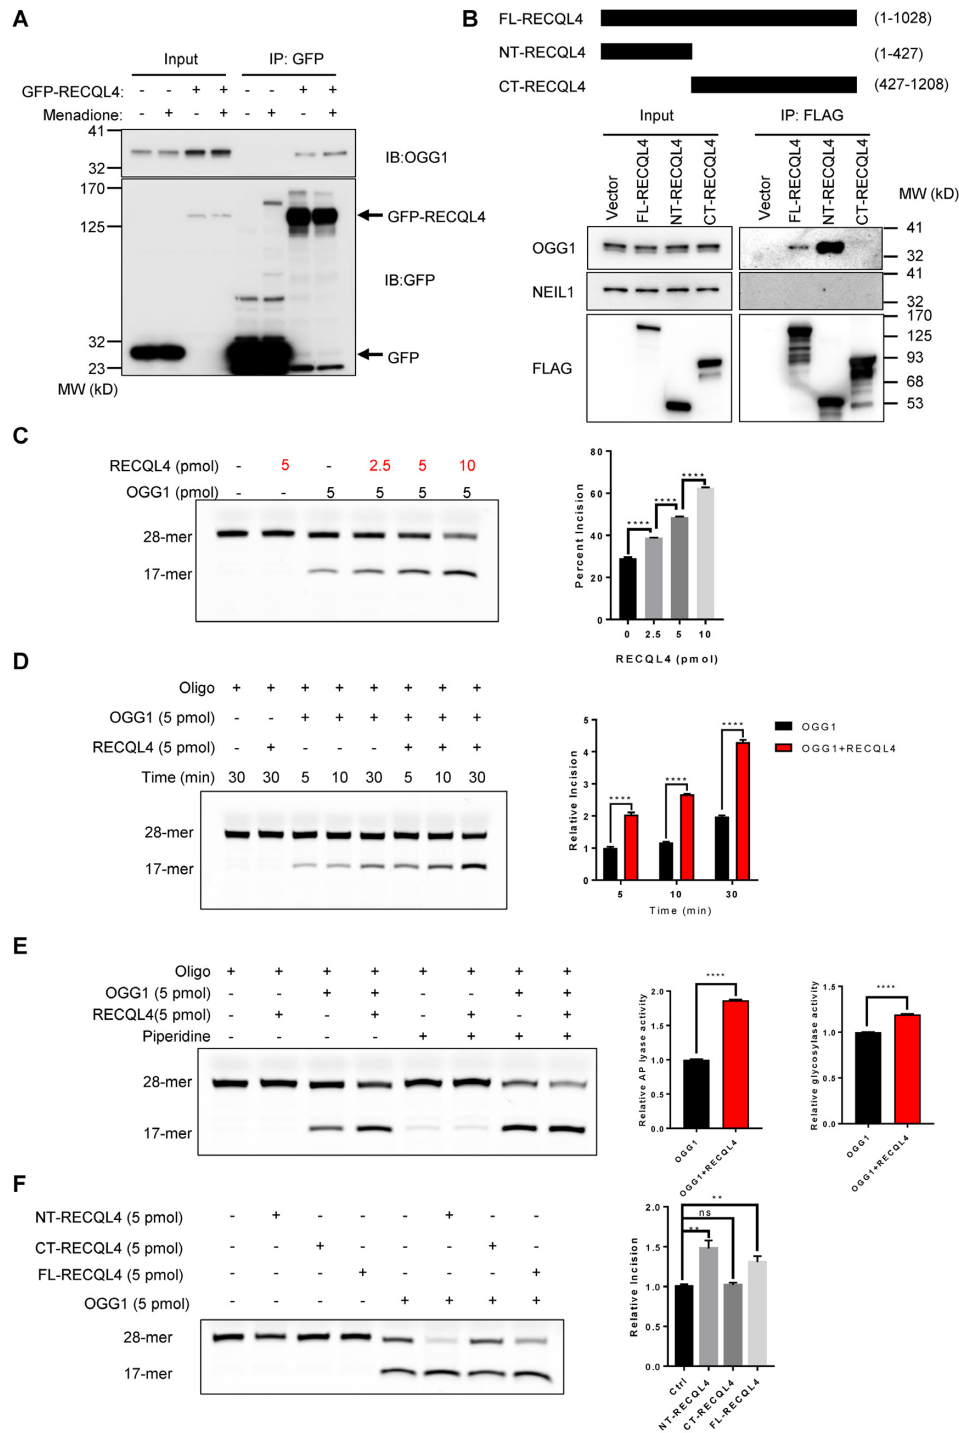 A
Input
IP: GFP
GFP-RECQL4: - - + + - - + +
Menadione: - + - + - + - +
41
32
IB:OGG1
170
125
GFP-RECQL4
IB:GFP
32
23
GFP
MW (kD)
B
FL-RECQL4 (1-1028)
NT-RECQL4 (1-427)
CT-RECQL4 (427-1208)
Input
IP: FLAG
Vector
FL-RECQL4
NT-RECQL4
CT-RECQL4
Vector
FL-RECQL4
NT-RECQL4
CT-RECQL4
MW (kD)
OGG1
41
32
NEIL1
41
32
FLAG
170
125
93
68
53
C
RECQL4 (pmol) - 5 - 2.5 5 10
OGG1 (pmol) - - 5 5 5 5
28-mer
17-mer
Percent Incision
80
60
40
20
0
**** **** ****
0 2.5 5 10
RECQL4 (pmol)
D
Oligo + + + + + + + +
OGG1 (5 pmol) - - + + + + + +
RECQL4 (5 pmol) - + - - - + + +
Time (min) 30 30 5 10 30 5 10 30
28-mer
17-mer
Relative Incision
5
4
3
2
1
0
**** **** ****
5 10 30
Time (min)
OGG1
OGG1+RECQL4
E
Oligo + + + + + + + +
OGG1 (5 pmol) - - + + - - + +
RECQL4(5 pmol) - + - + - + - +
Piperidine - - - - + + + +
28-mer
17-mer
Relative AP lyase activity
2.0
1.5
1.0
0.5
0.0
****
OGG1
OGG1+RECQL4
Relative glycosylase activity
1.5
1.0
0.5
0.0
****
OGG1
OGG1+RECQL4
F
NT-RECQL4 (5 pmol) - + - - - + - -
CT-RECQL4 (5 pmol) - - + - - - + -
FL-RECQL4 (5 pmol) - - - + - - - +
OGG1 (5 pmol) - - - - + + + +
28-mer
17-mer
Relative Incision
2.0
1.5
1.0
0.5
0.0
**
ns
**
Ctrl
NT-RECQL4
CT-RECQL4
FL-RECQL4